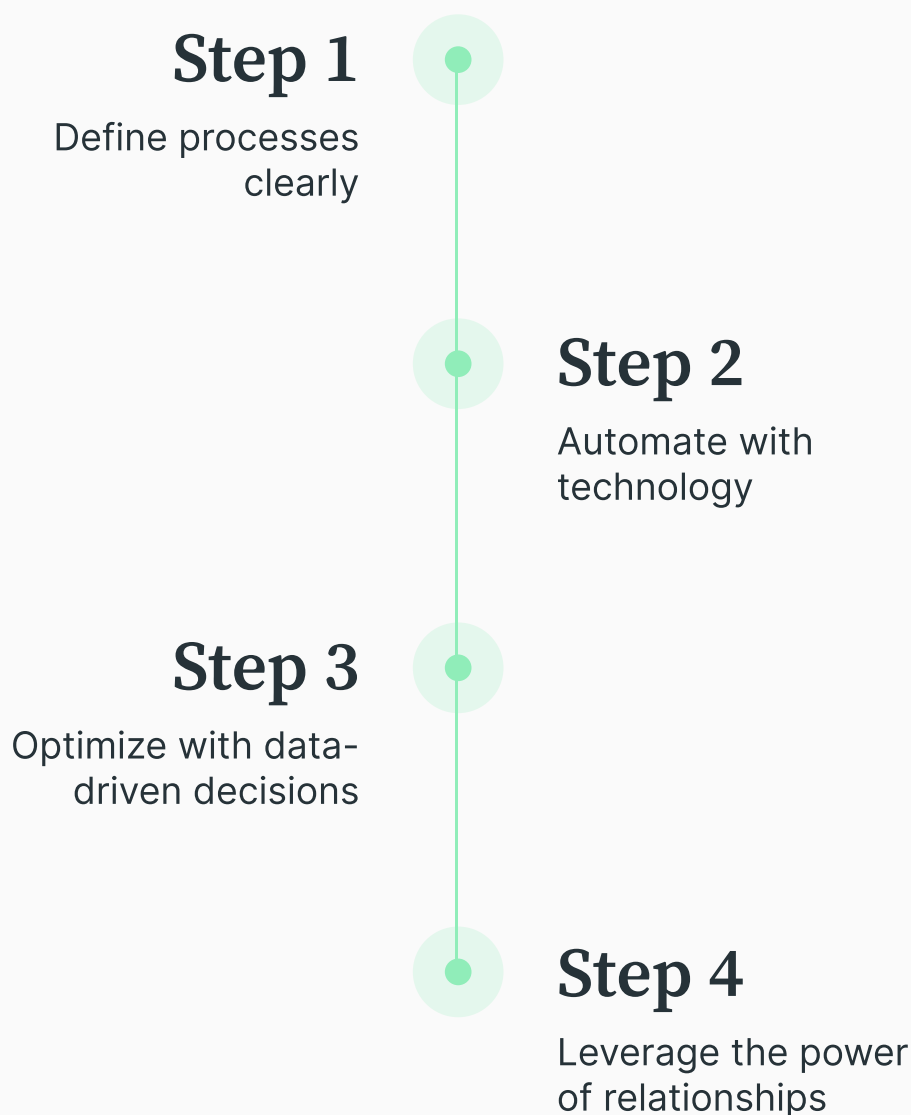 Step 1
Define processes
clearly
Step 2
Automate with
technology
Step 3
Optimize with data-
driven decisions
Step 4
Leverage the power
of relationships